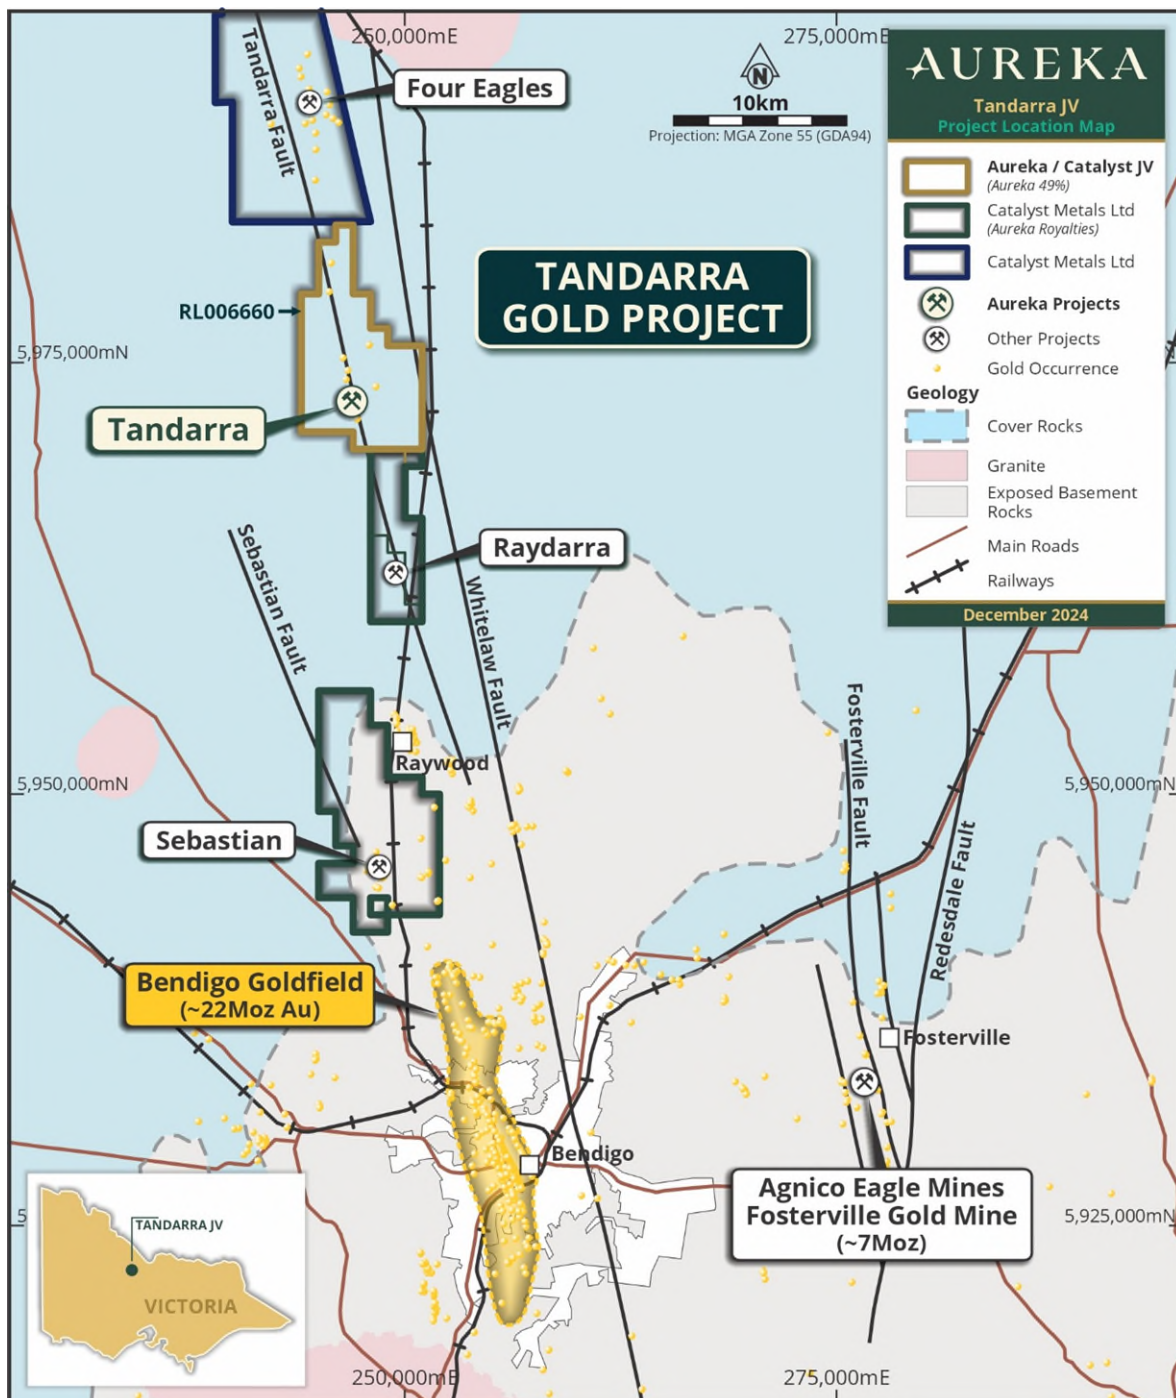 250,000mE
275,000mE
AUREKA
Tandarra JV
Project Location Map
Aureka / Catalyst JV
(Aureka 49%)
Catalyst Metals Ltd
(Aureka Royalties)
Catalyst Metals Ltd
Aureka Projects
Other Projects
Gold Occurrence
Geology
Cover Rocks
Granite
Exposed Basement
Rocks
Main Roads
Railways
December 2024
N
10km
Projection: MGA Zone 55 (GDA94)
Tandarra Fault
Four Eagles
TANDARRA
GOLD PROJECT
RL006660
5,975,000mN
Tandarra
Sebastian Fault
Raydarra
Whitelaw Fault
Raywood
Fosterville Fault
Redesdale Fault
5,950,000mN
5,950,000mN
Sebastian
Bendigo Goldfield
(~22Moz Au)
Fosterville
Bendigo
Agnico Eagle Mines
Fosterville Gold Mine
(~7Moz)
5,925,000mN
TANDARRA JV
VICTORIA
250,000mE
275,000mE